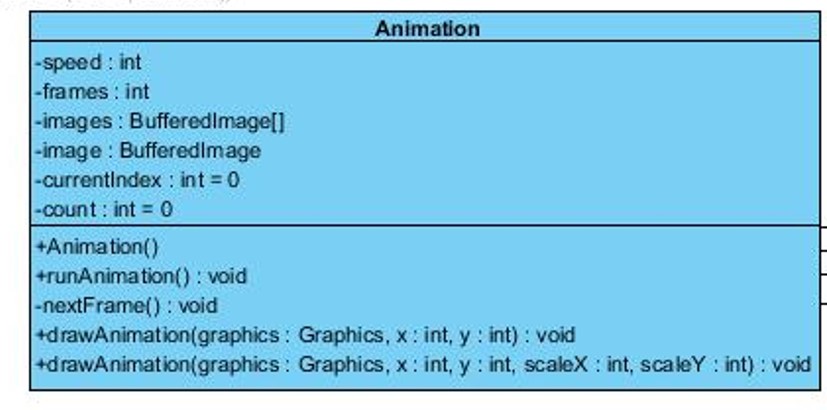 Animation
-speed : int
-frames : int
-images : BufferedImage[]
-image : BufferedImage
-currentIndex : int = 0
-count : int = 0
+Animation()
+runAnimation() : void
-nextFrame() : void
+drawAnimation(graphics : Graphics, x : int, y : int) : void
+drawAnimation(graphics : Graphics, x : int, y : int, scaleX : int, scaleY : int) : void